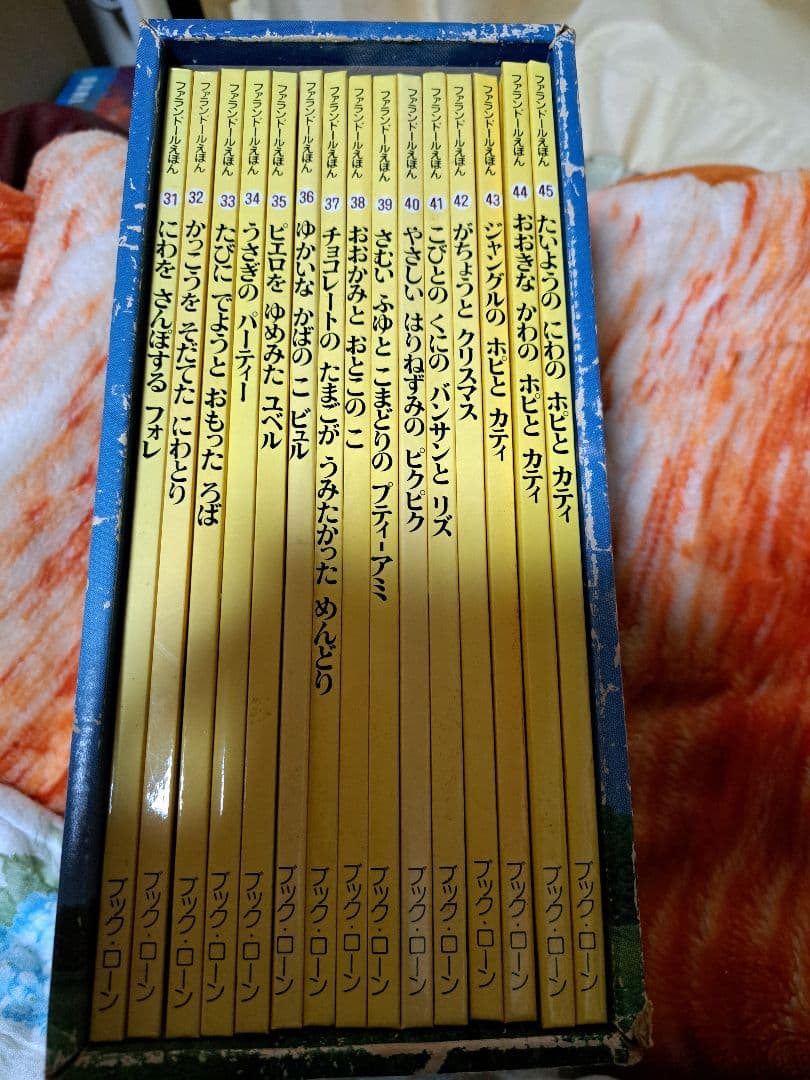 ファランドールえほん 31 にわを さんぽする フォレ ブック・ローン
ファランドールえほん 32 かっこうを そだてた にわとり ブック・ローン
ファランドールえほん 33 たびに でようと おもった ろば ブック・ローン
ファランドールえほん 34 うさぎの パーティー ブック・ローン
ファランドールえほん 35 ピエロを ゆめみた ユベル ブック・ローン
ファランドールえほん 36 ゆかいな かばの こ ビュル ブック・ローン
ファランドールえほん 37 チョコレートの たまごが うみたかった めんどり ブック・ローン
ファランドールえほん 38 おおかみと おとこの こ ブック・ローン
ファランドールえほん 39 さむい ふゆと こまどりの プティ-アミ ブック・ローン
ファランドールえほん 40 やさしい はりねずみの ピクピク ブック・ローン
ファランドールえほん 41 こびとの くにの バンサンと リズ ブック・ローン
ファランドールえほん 42 がちょうと クリスマス ブック・ローン
ファランドールえほん 43 ジャングルの ホピと カティ ブック・ローン
ファランドールえほん 44 おおきな かわの ホピと カティ ブック・ローン
ファランドールえほん 45 たいようの にわの ホピと カティ ブック・ローン